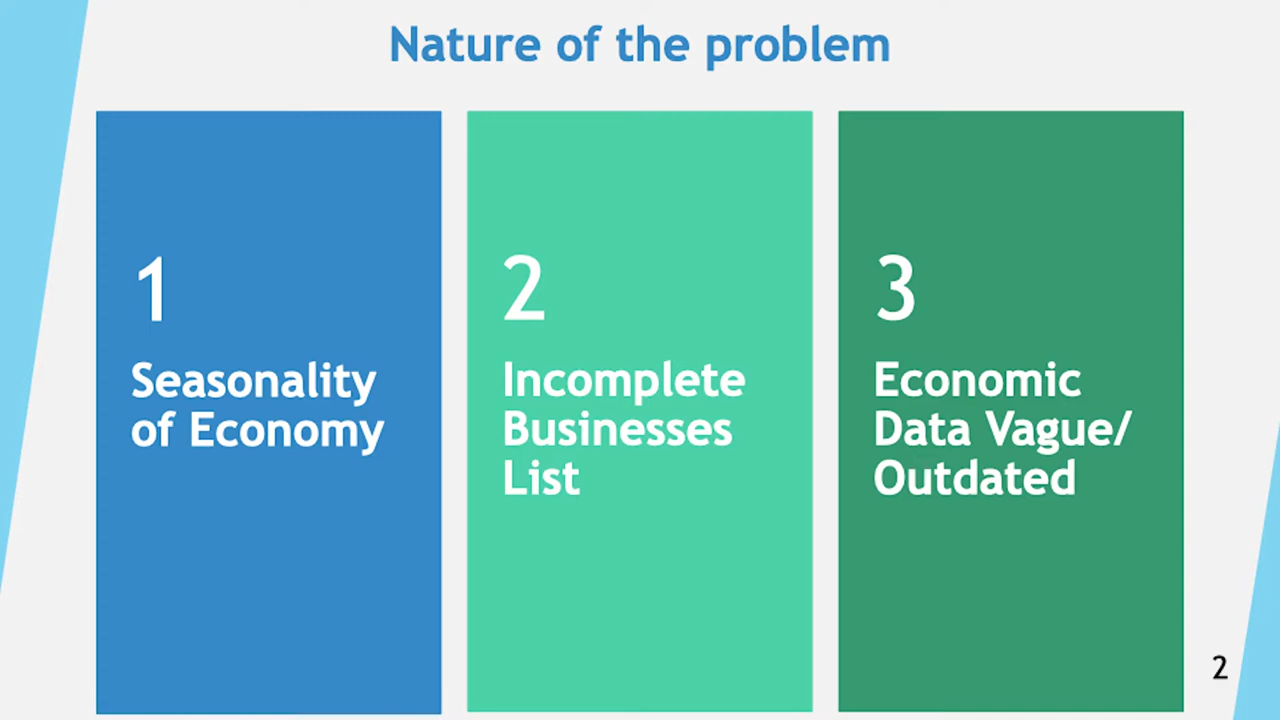 Nature of the problem
1
Seasonality
of Economy
2
Incomplete
Businesses
List
3
Economic
Data Vague/
Outdated
2